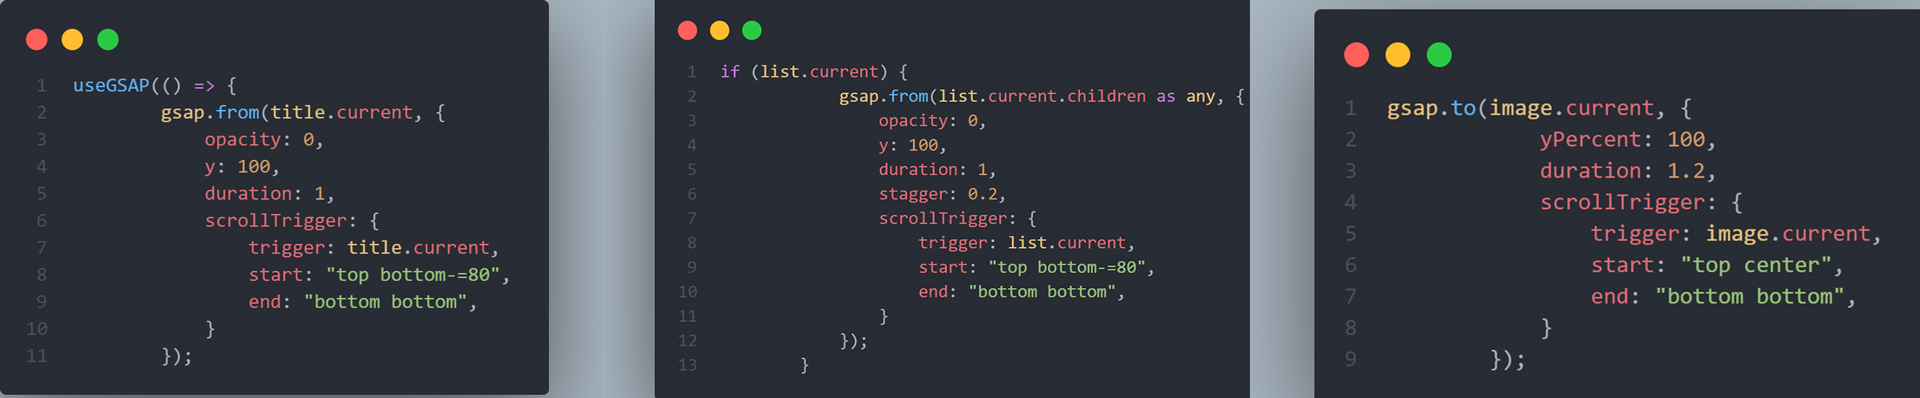 1 useGSAP(() => {
2 gsap.from(title.current, {
3 opacity: 0,
4 y: 100,
5 duration: 1,
6 scrollTrigger: {
7 trigger: title.current,
8 start: "top bottom-=80",
9 end: "bottom bottom",
10 }
11 });
1 if (list.current) {
2 gsap.from(list.current.children as any, {
3 opacity: 0,
4 y: 100,
5 duration: 1,
6 stagger: 0.2,
7 scrollTrigger: {
8 trigger: list.current,
9 start: "top bottom-=80",
10 end: "bottom bottom",
11 }
12 });
13 }
1 gsap.to(image.current, {
2 yPercent: 100,
3 duration: 1.2,
4 scrollTrigger: {
5 trigger: image.current,
6 start: "top center",
7 end: "bottom bottom",
8 }
9 });